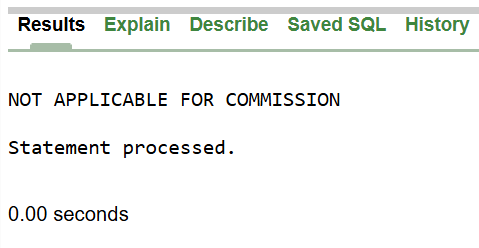 Results Explain Describe Saved SQL History
NOT APPLICABLE FOR COMMISSION
Statement processed.
0.00 seconds